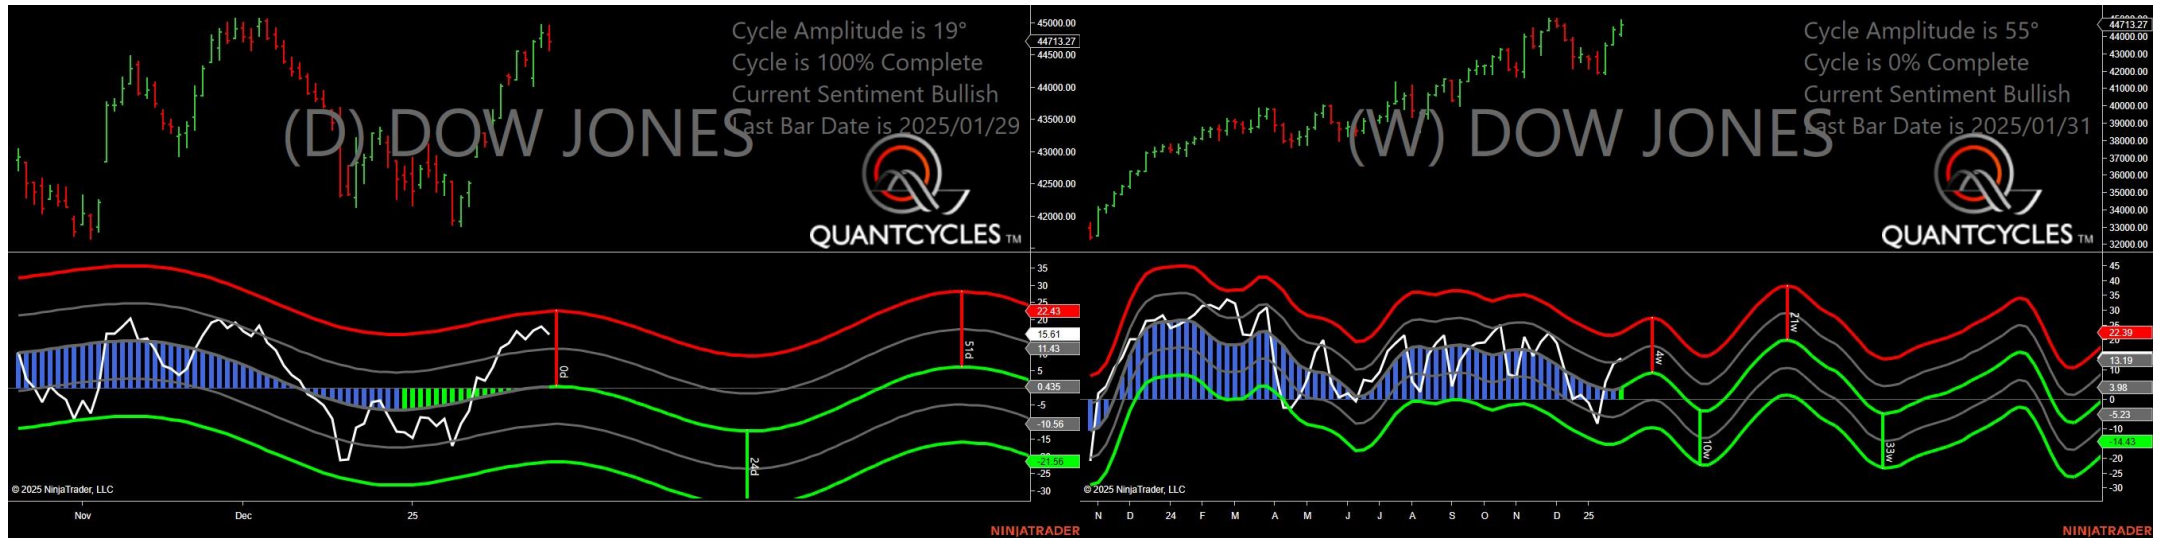 Cycle Amplitude is 19°
Cycle is 100% Complete
Current Sentiment Bullish
Last Bar Date is 2025/01/29
(D) DOW JONES
QUANTCYCLES TM
45000.00
44713.27
44500.00
44000.00
43500.00
43000.00
42500.00
42000.00
35
30
25
22.43
20
15.61
11.43
5
0.435
-5
-10.56
-15
-21.56
-25
-30
0d
24d
51d
© 2025 NinjaTrader, LLC
Nov
Dec
25
NINJATRADER
Cycle Amplitude is 55°
Cycle is 0% Complete
Current Sentiment Bullish
Last Bar Date is 2025/01/31
(W) DOW JONES
QUANTCYCLES TM
44713.27
44000.00
43000.00
42000.00
41000.00
40000.00
39000.00
38000.00
37000.00
36000.00
35000.00
34000.00
33000.00
32000.00
45
40
35
30
25
22.39
20
13.19
10
3.98
0
-5.23
-10
-14.43
-20
-25
-30
4w
10w
21w
33w
© 2025 NinjaTrader, LLC
N
D
24
F
M
A
M
J
J
A
S
O
N
D
25
NINJATRADER